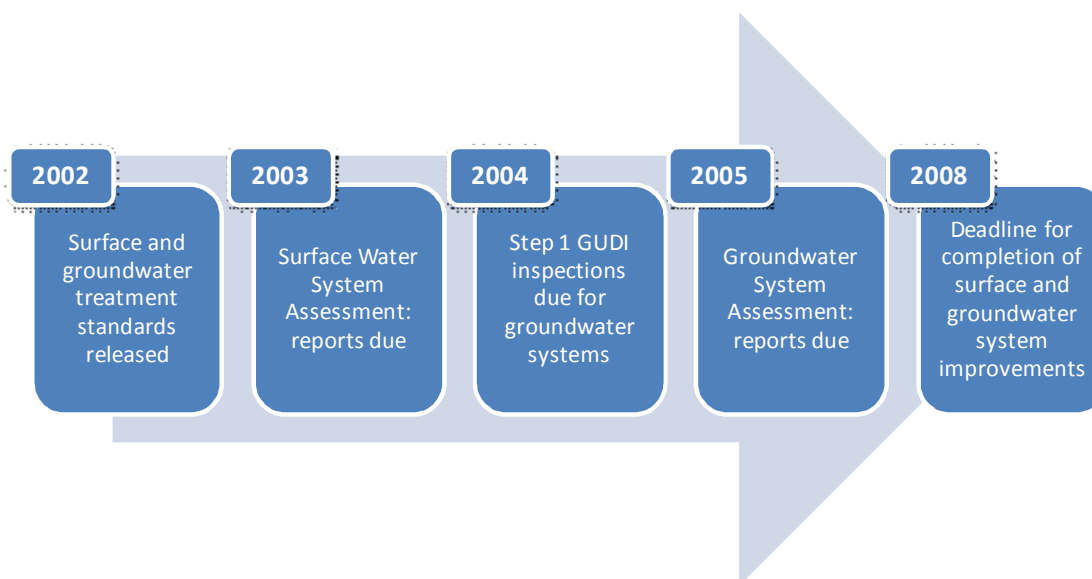 2002
Surface and
groundwater
treatment
standards
released
2003
Surface Water
System
Assessment:
reports due
2004
Step 1 GUDI
inspections
due for
groundwater
systems
2005
Groundwater
System
Assessment:
reports due
2008
Deadline for
completion of
surface and
groundwater
system
improvements